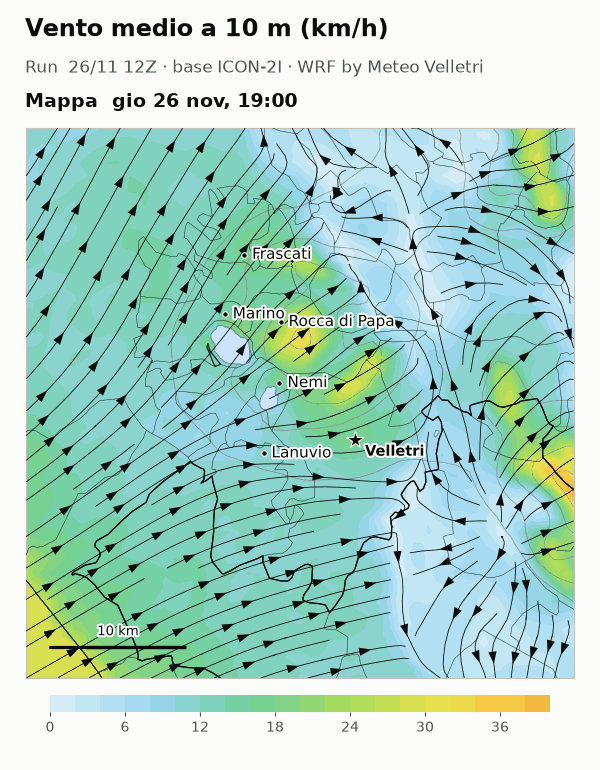 Vento medio a 10 m (km/h)
Run  26/11 12Z · base ICON-2I · WRF by Meteo Velletri
Mappa  gio 26 nov, 19:00
Frascati
Marino
Rocca di Papa
Nemi
Velletri
Lanuvio
10 km
0 6 12 18 24 30 36